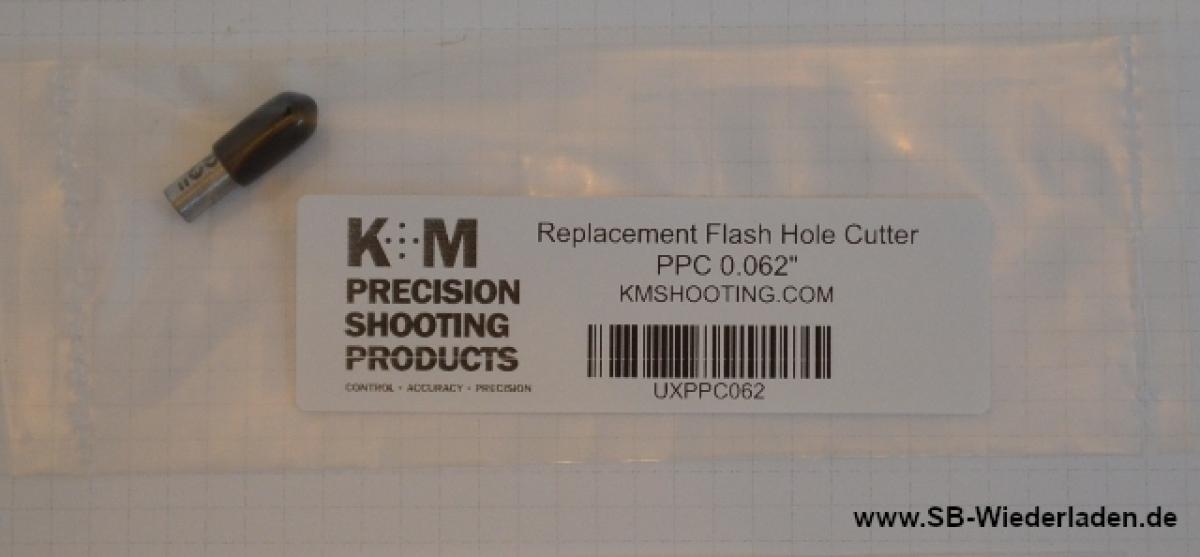 K M
PRECISION
SHOOTING
PRODUCTS
CONTROL - ACCURACY - PRECISION
Replacement Flash Hole Cutter
PPC 0.062"
KMSHOOTING.COM
UXPPC062
www.SB-Wiederladen.de